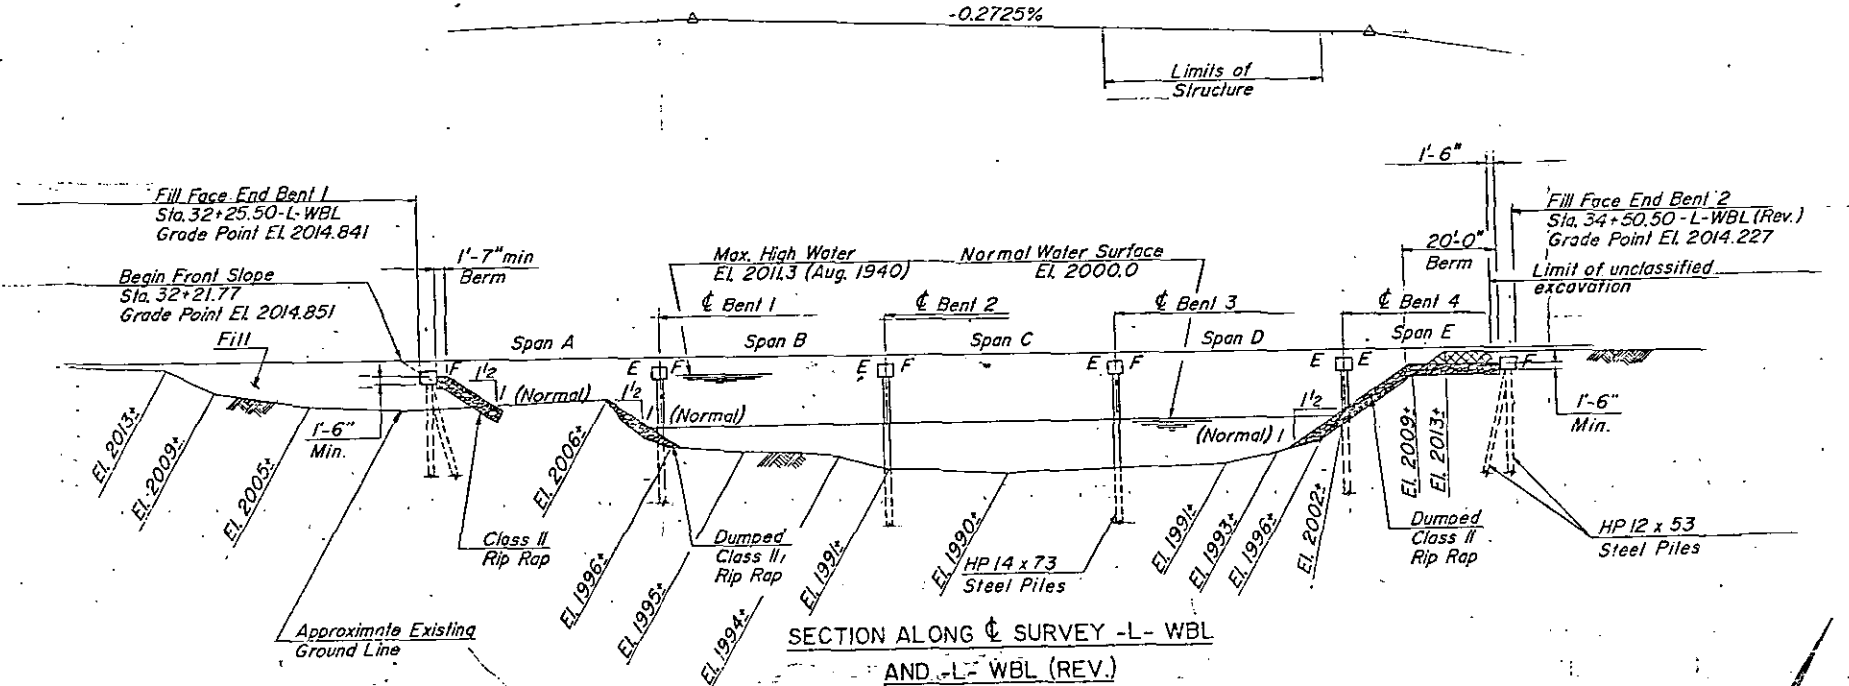 -0.2725%
Limits of
Structure
1'-6"
Fill Face End Bent 1
Sta. 32+25.50-L-WBL
Grade Point El. 2014.841
Fill Face End Bent 2
Sta. 34+50.50-L-WBL (Rev.)
Grade Point El. 2014.227
1'-7" min
Berm
Max. High Water
El. 2011.3 (Aug. 1940)
Normal Water Surface
El. 2000.0
20'-0"
Berm
Limit of unclassified
excavation
Begin Front Slope
Sta. 32+21.77
Grade Point El. 2014.851
℄ Bent 1
℄ Bent 2
℄ Bent 3
℄ Bent 4
Fill
Span A
Span B
Span C
Span D
Span E
F
E F
E F
E F
E E
F
1½
1 (Normal)
1½
1 (Normal)
1½
(Normal) 1
1'-6"
Min.
1'-6"
Min.
El. 2013±
El. 2009±
El. 2005±
El. 2006±
El. 1996±
El. 1995±
El. 1994±
El. 1991±
El. 1990±
El. 1991±
El. 1993±
El. 1996±
El. 2002±
El. 2009±
El. 2013±
Class II
Rip Rap
Dumped
Class II,
Rip Rap
HP 14 x 73
Steel Piles
Dumped
Class II
Rip Rap
HP 12 x 53
Steel Piles
Approximate Existing
Ground Line
SECTION ALONG ℄ SURVEY -L- WBL
AND -L- WBL (REV.)